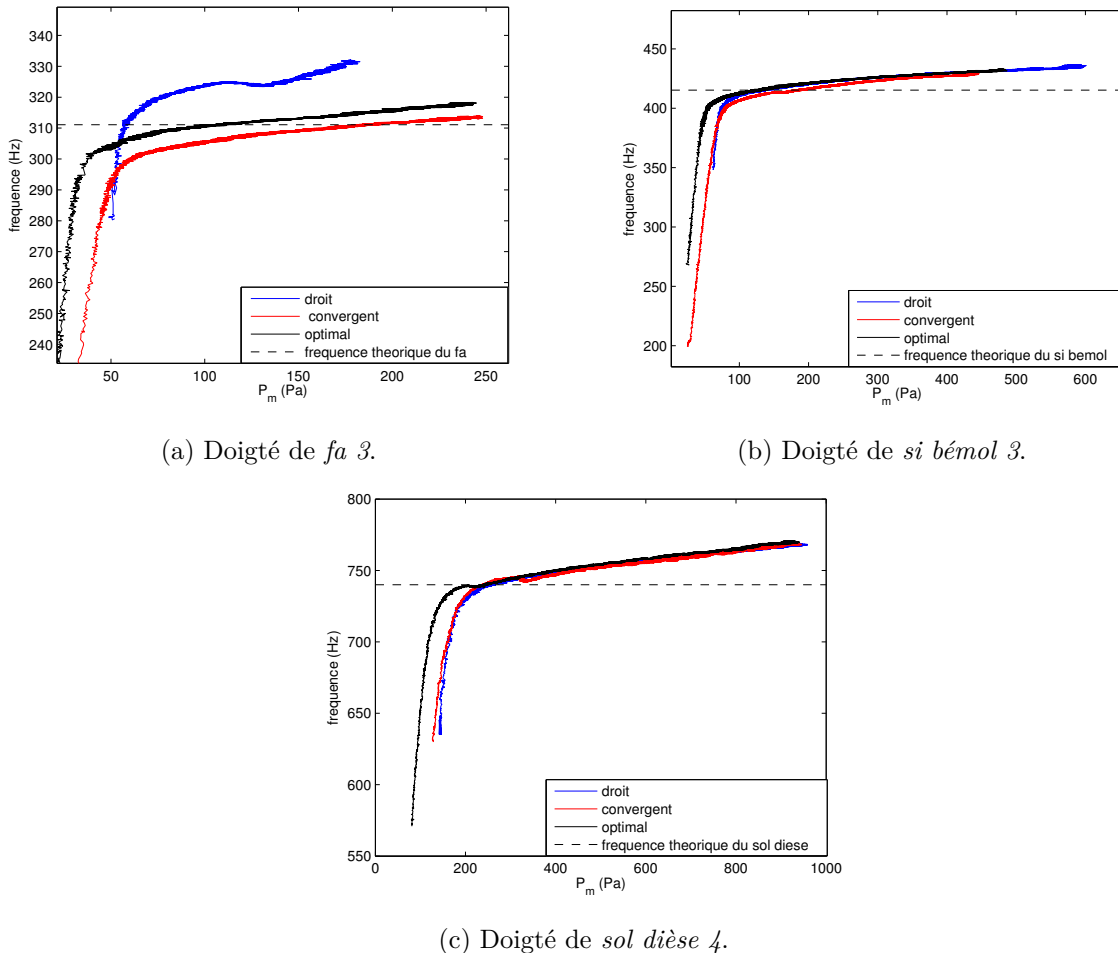 340
330
320
310
300
290
280
270
260
250
240
frequence (Hz)
50
100
150
200
250
P_m (Pa)
droit
convergent
optimal
frequence theorique du fa
(a) Doigté de fa 3.
450
400
350
300
250
200
frequence (Hz)
100
200
300
400
500
600
P_m (Pa)
droit
convergent
optimal
frequence theorique du si bemol
(b) Doigté de si bémol 3.
800
750
700
650
600
550
frequence (Hz)
0
200
400
600
800
1000
P_m (Pa)
droit
convergent
optimal
frequence theorique du sol diese
(c) Doigté de sol dièse 4.